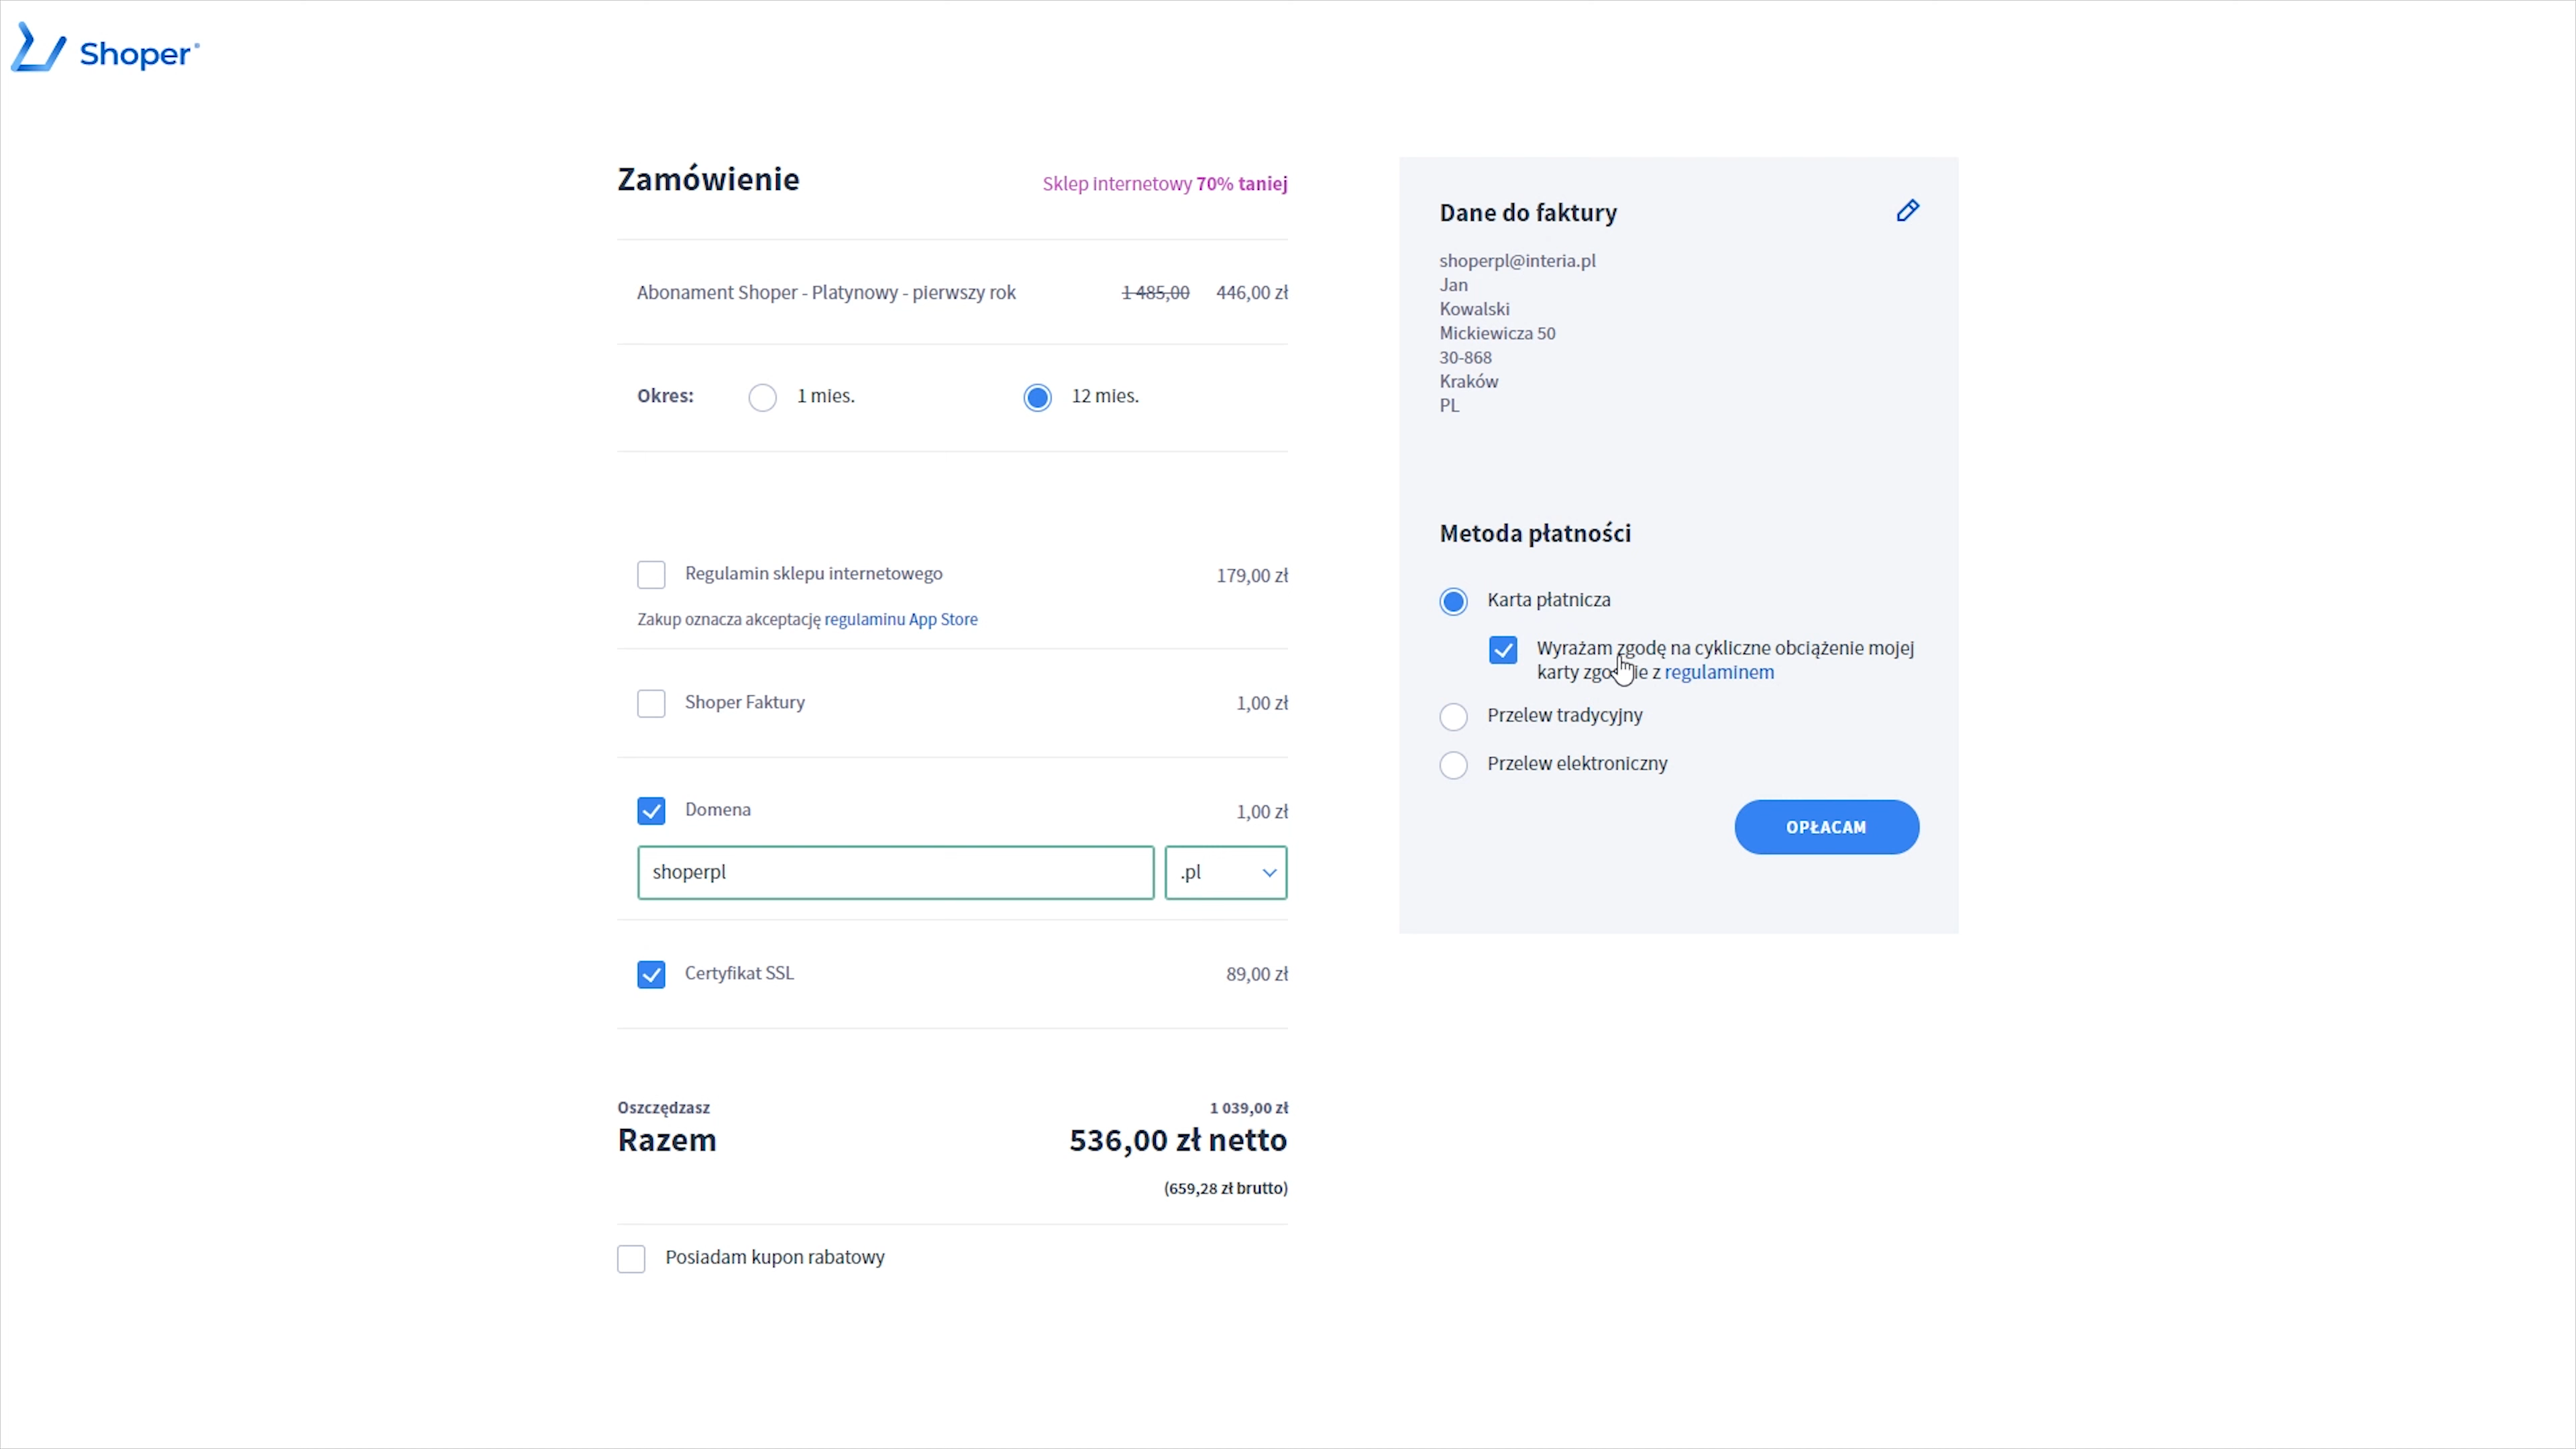 Shoper
Zamówienie
Sklep internetowy 70% taniej
Abonament Shoper - Platynowy - pierwszy rok 1 485,00 446,00 zł
Okres: 1 mies. 12 mies.
Regulamin sklepu internetowego 179,00 zł
Zakup oznacza akceptację regulaminu App Store
Shoper Faktury 1,00 zł
Domena 1,00 zł
shoperpl .pl
Certyfikat SSL 89,00 zł
Oszczędzasz 1 039,00 zł
Razem 536,00 zł netto
(659,28 zł brutto)
Posiadam kupon rabatowy
Dane do faktury
shoperpl@interia.pl
Jan
Kowalski
Mickiewicza 50
30-868
Kraków
PL
Metoda płatności
Karta płatnicza
Wyrażam zgodę na cykliczne obciążenie mojej
karty zgodnie z regulaminem
Przelew tradycyjny
Przelew elektroniczny
OPŁACAM